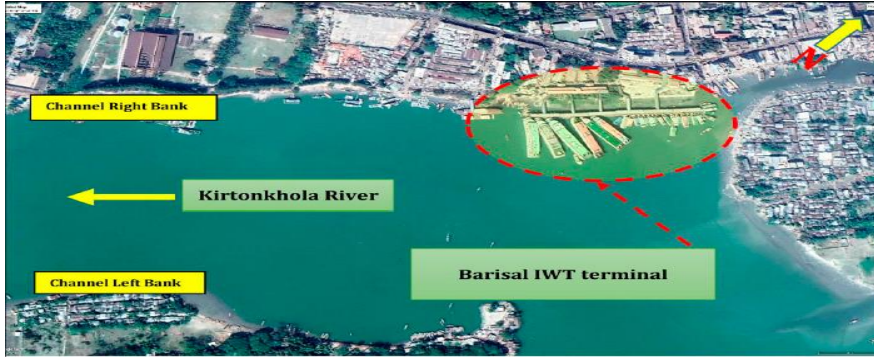 N
Channel Right Bank
Kirtonkhola River
Barisal IWT terminal
Channel Left Bank